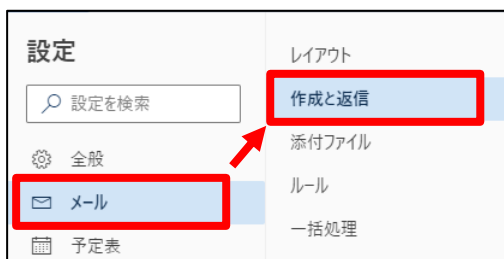 設定
設定を検索
全般
メール
予定表
レイアウト
作成と返信
添付ファイル
ルール
一括処理